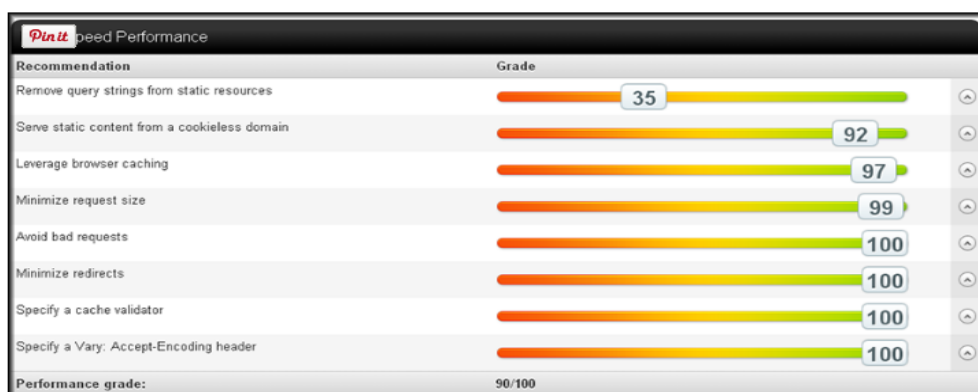 Pinit peed Performance
Recommendation Grade
Remove query strings from static resources 35
Serve static content from a cookieless domain 92
Leverage browser caching 97
Minimize request size 99
Avoid bad requests 100
Minimize redirects 100
Specify a cache validator 100
Specify a Vary: Accept-Encoding header 100
Performance grade: 90/100